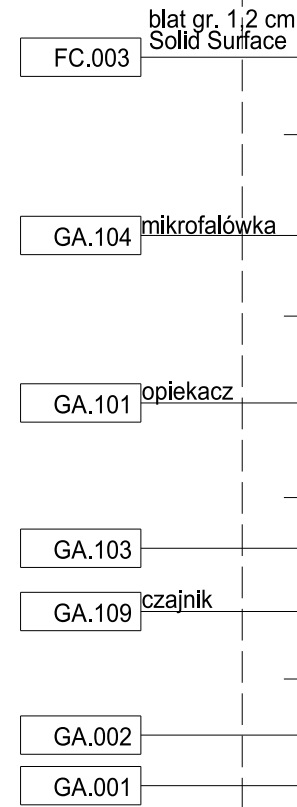 blat gr. 1,2 cm
Solid Surface
FC.003
mikrofalówka
GA.104
opiekacz
GA.101
GA.103
czajnik
GA.109
GA.002
GA.001